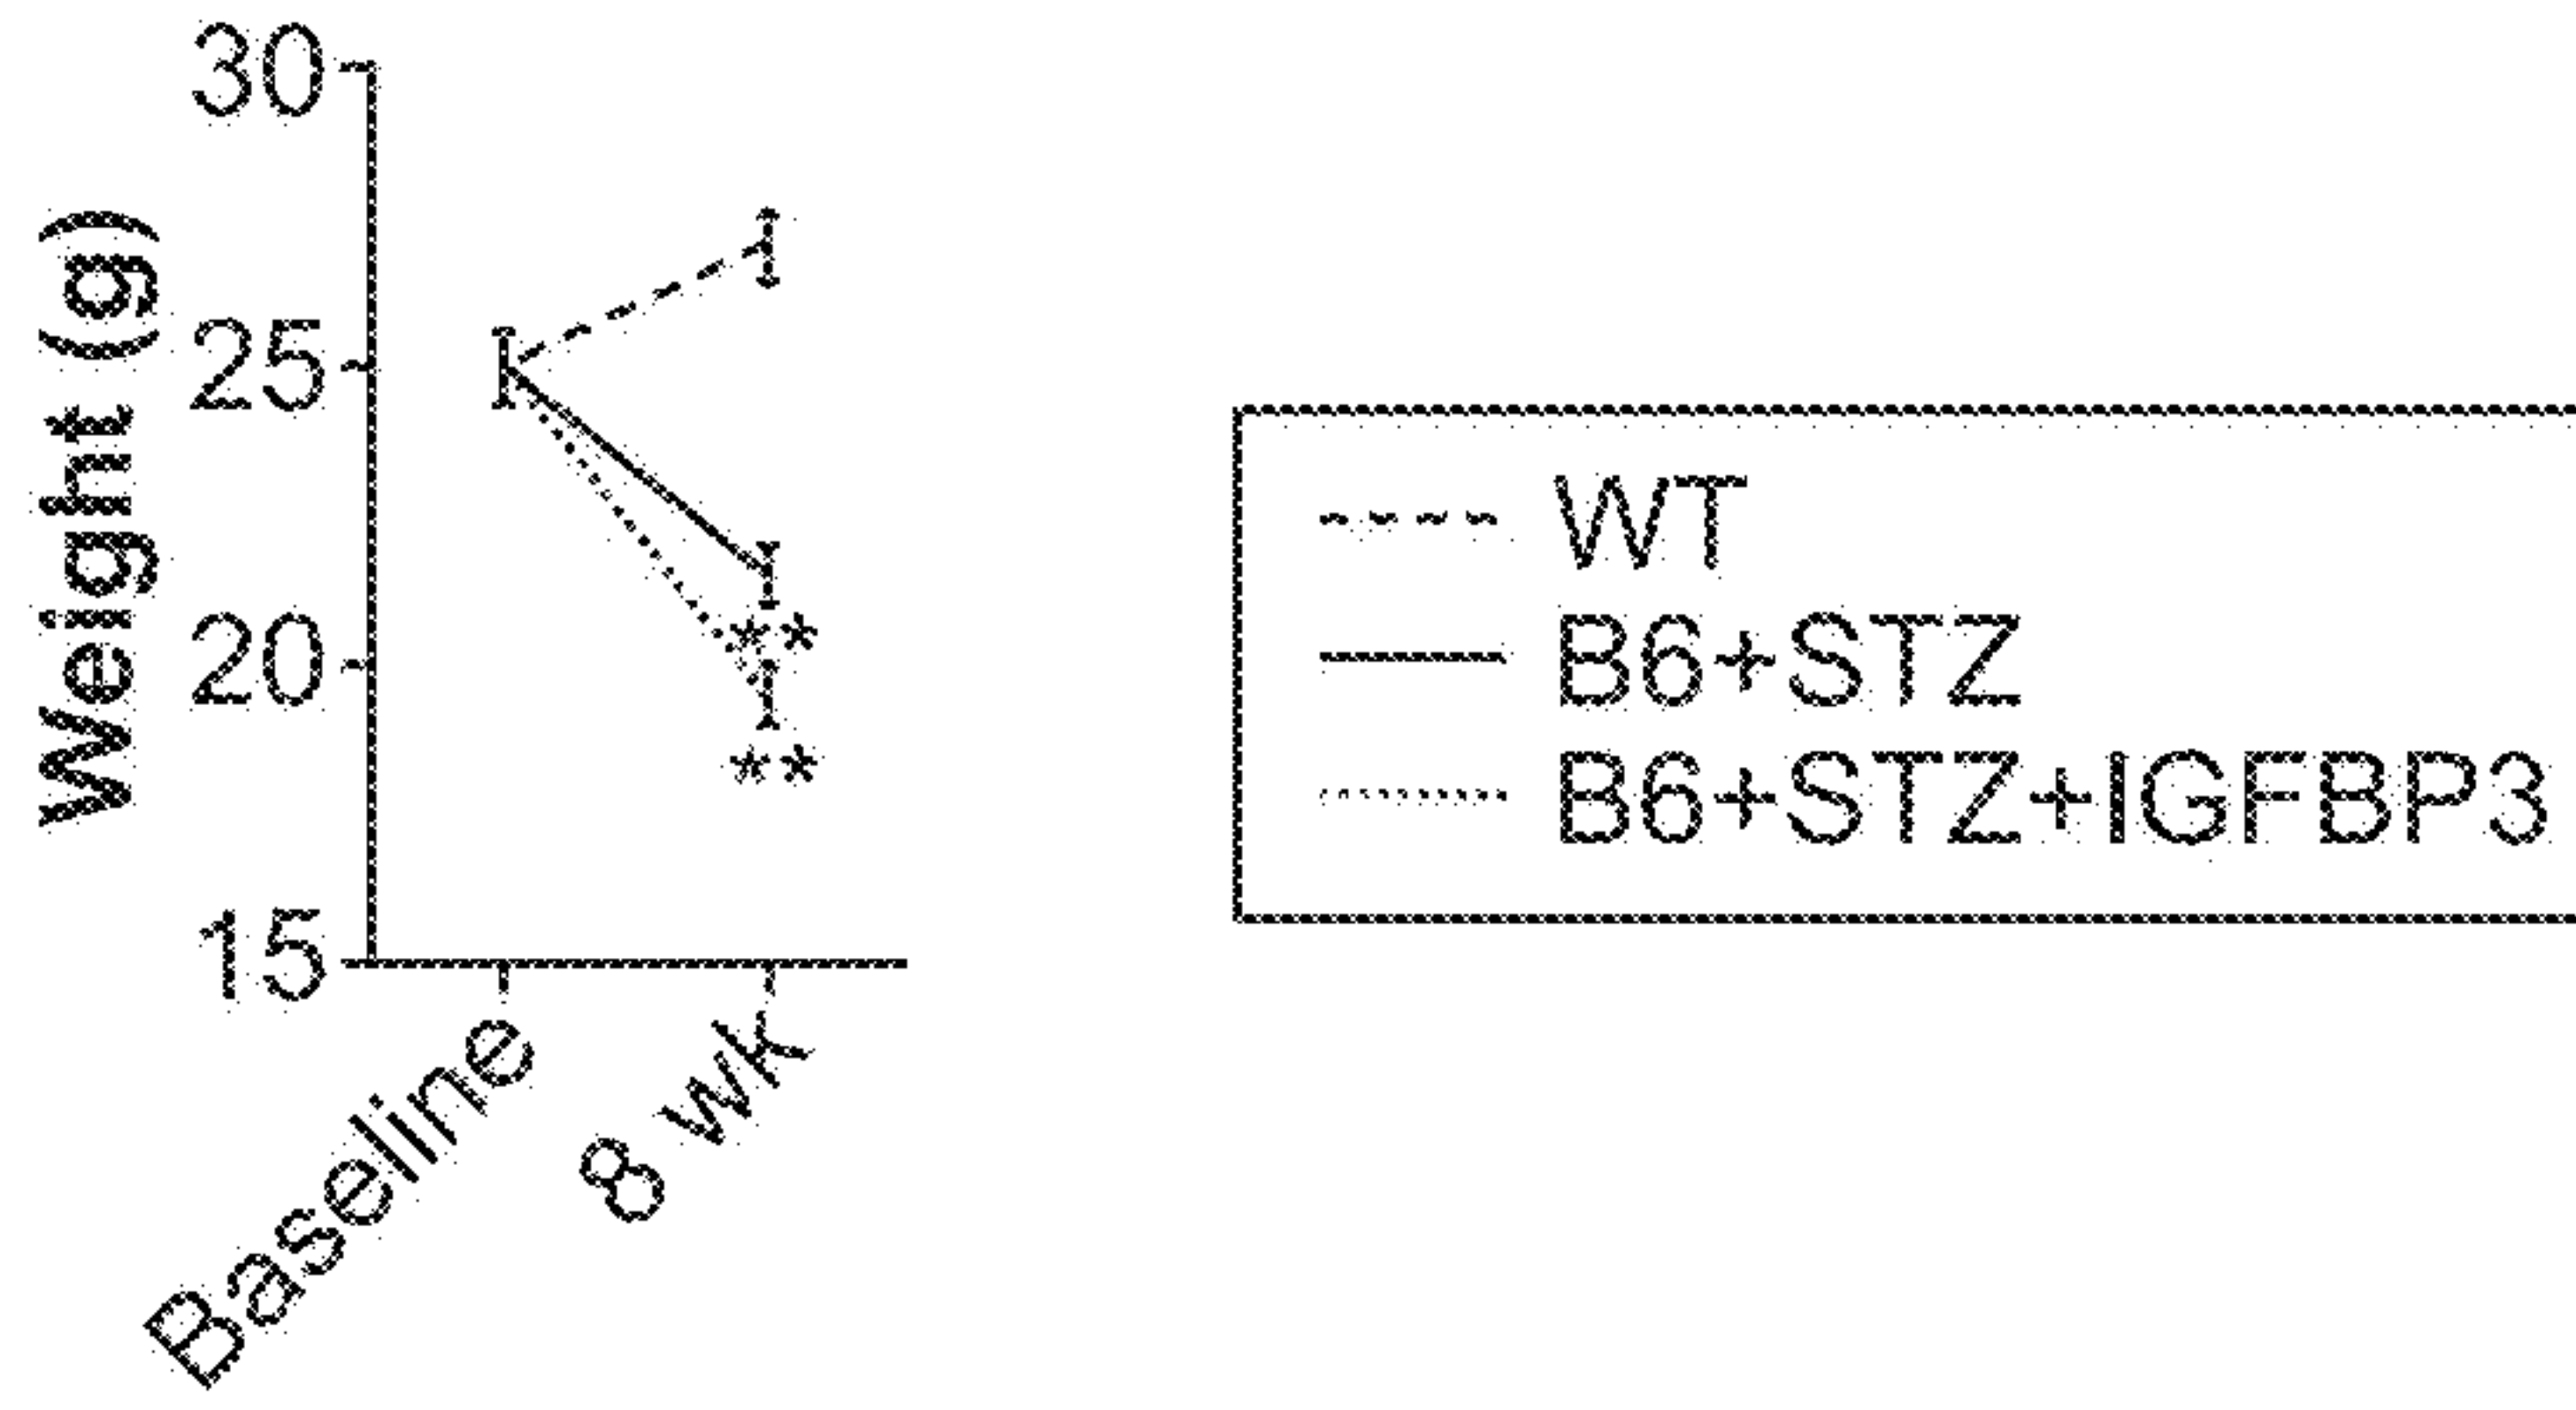 Weight (g)
30
25
20
15
**
**
Baseline
8 wk
WT
B6+STZ
B6+STZ+IGFBP3